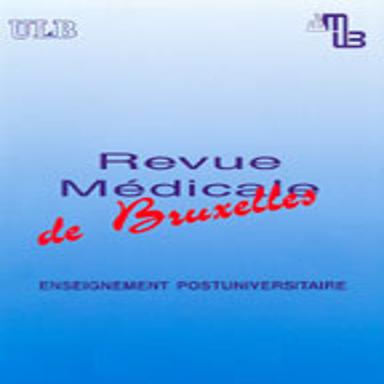 ULB
Revue
Médicale
de Bruxelles
ENSEIGNEMENT POSTUNIVERSITAIRE